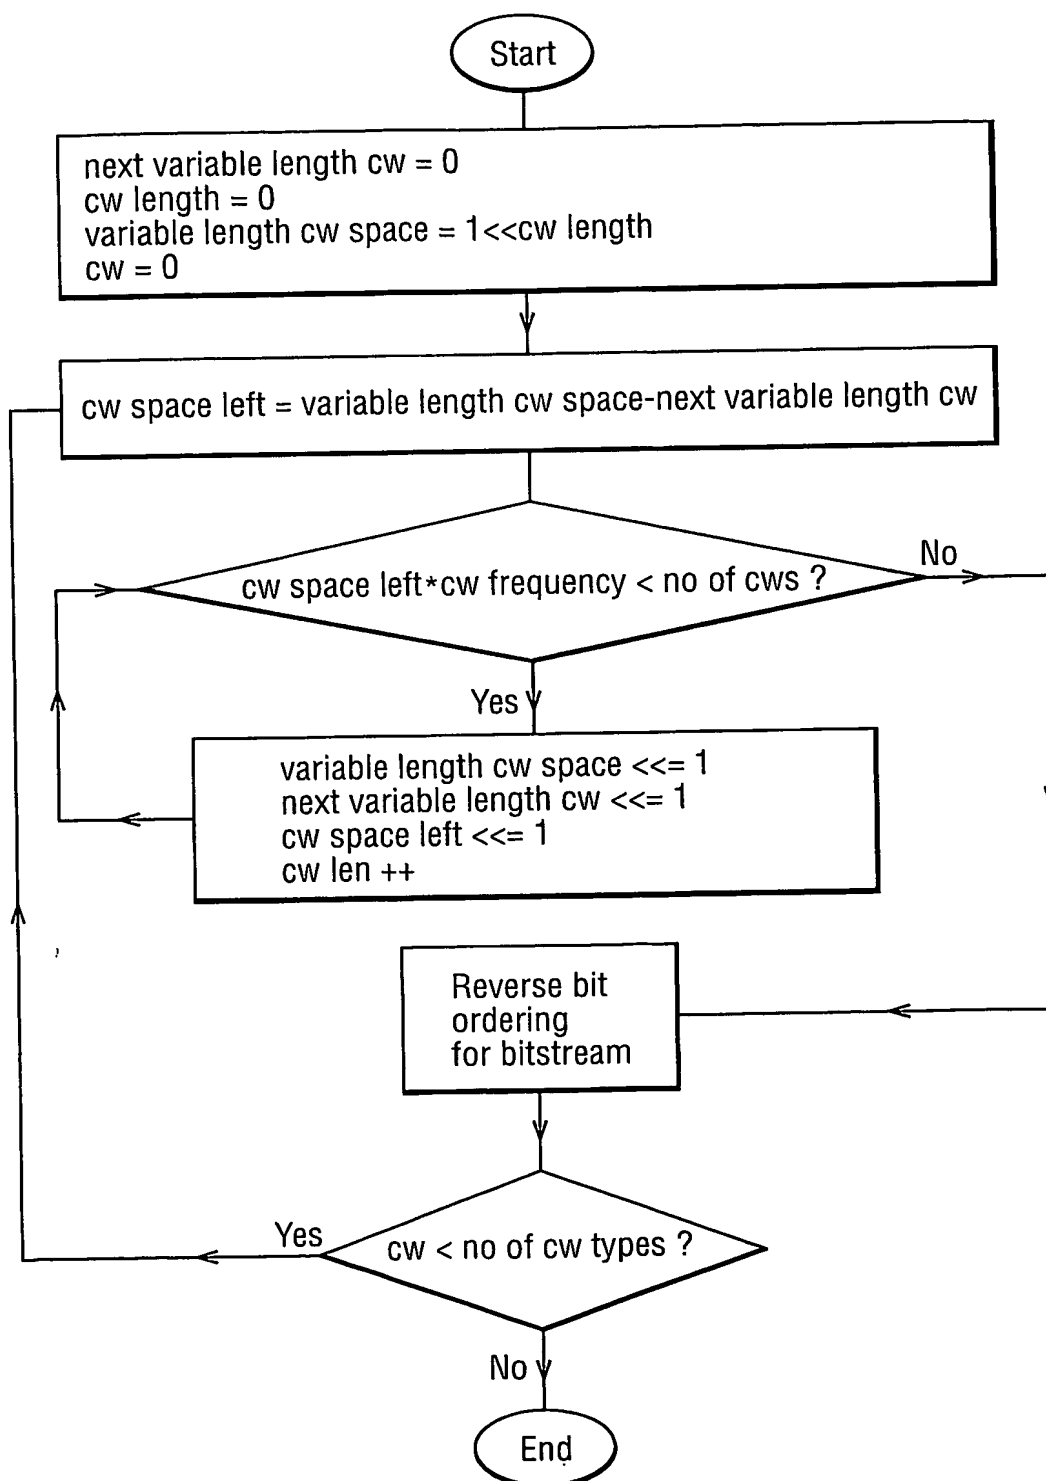 Start
next variable length cw = 0
cw length = 0
variable length cw space = 1<<cw length
cw = 0
cw space left = variable length cw space-next variable length cw
cw space left*cw frequency < no of cws ?
No
Yes
variable length cw space <<= 1
next variable length cw <<= 1
cw space left <<= 1
cw len ++
Reverse bit
ordering
for bitstream
cw < no of cw types ?
Yes
No
End